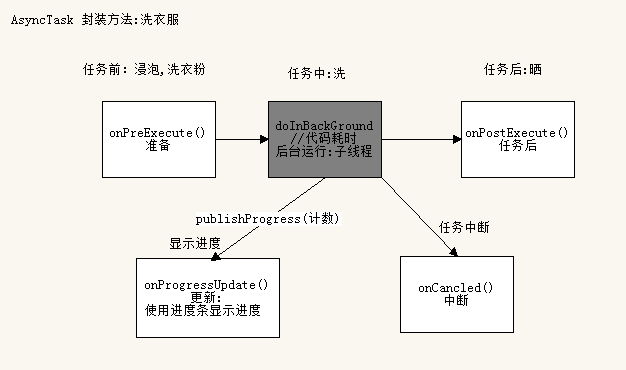 AsyncTask 封装方法:洗衣服
任务前: 浸泡,洗衣粉
任务中:洗
任务后:晒
onPreExecute()
准备
doInBackGround
//代码耗时
后台运行:子线程
onPostExecute()
任务后
publishProgress(计数)
显示进度
任务中断
onProgressUpdate()
更新:
使用进度条显示进度
onCancled()
中断